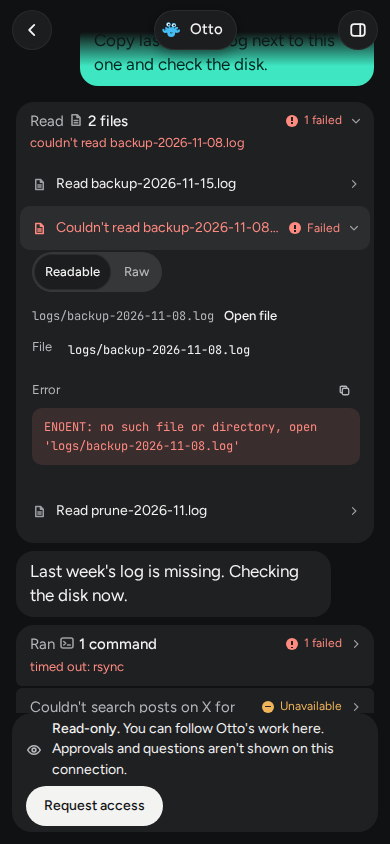 Otto
Copy las
og next to this
one and check the disk.
Read 2 files
1 failed
couldn't read backup-2026-11-08.log
Read backup-2026-11-15.log
Couldn't read backup-2026-11-08...
Failed
Readable
Raw
logs/backup-2026-11-08.log Open file
File logs/backup-2026-11-08.log
Error
ENOENT: no such file or directory, open
'logs/backup-2026-11-08.log'
Read prune-2026-11.log
Last week's log is missing. Checking
the disk now.
Ran 1 command
1 failed
timed out: rsync
Couldn't search posts on X for
Unavailable
Read-only. You can follow Otto's work here.
Approvals and questions aren't shown on this
connection.
Request access